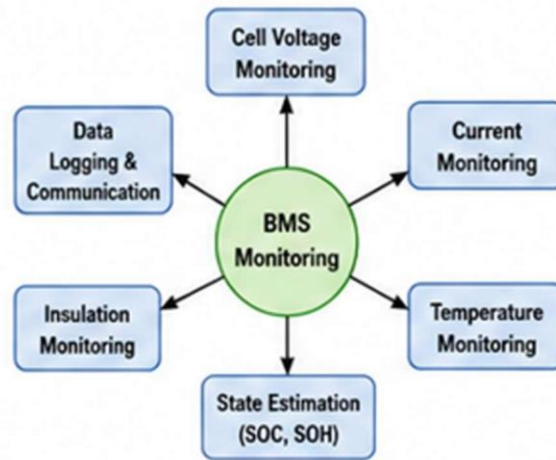 Cell Voltage
Monitoring
Data
Logging &
Communication
Current
Monitoring
BMS
Monitoring
Insulation
Monitoring
Temperature
Monitoring
State Estimation
(SOC, SOH)